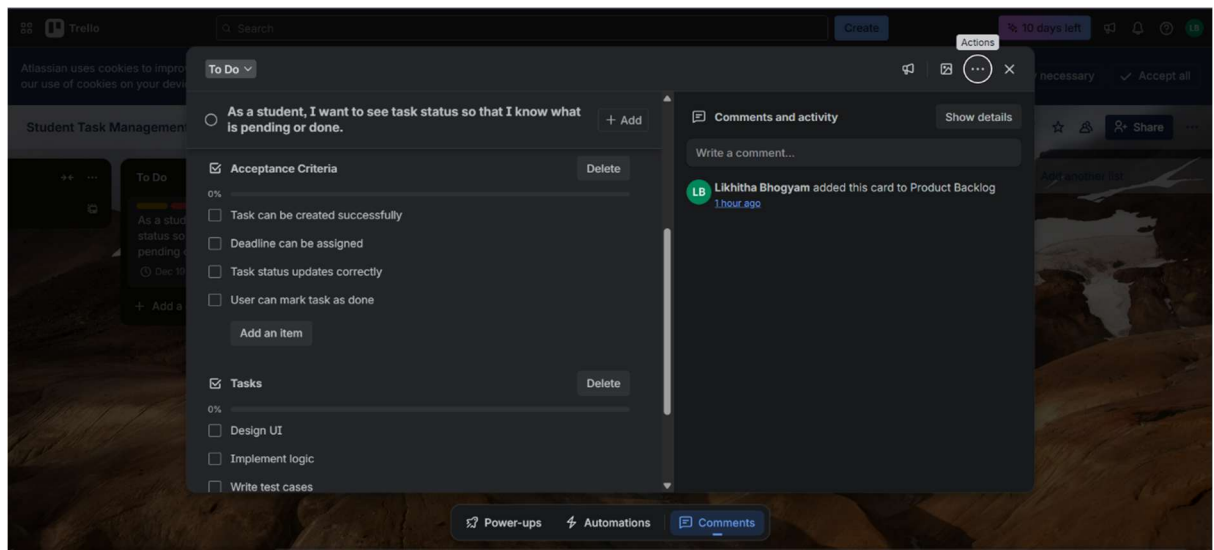 Trello
Search
Create
10 days left
LB
Actions
Atlassian uses cookies to impro
our use of cookies on your devi
necessary
Accept all
Student Task Management
Share
To Do
As a stud
status so
pending
Dec 19
+ Add a
Add another list
To Do
As a student, I want to see task status so that I know what
is pending or done.
+ Add
Acceptance Criteria
Delete
0%
Task can be created successfully
Deadline can be assigned
Task status updates correctly
User can mark task as done
Add an item
Tasks
Delete
0%
Design UI
Implement logic
Write test cases
Comments and activity
Show details
Write a comment...
LB
Likhitha Bhogyam added this card to Product Backlog
1 hour ago
Power-ups
Automations
Comments